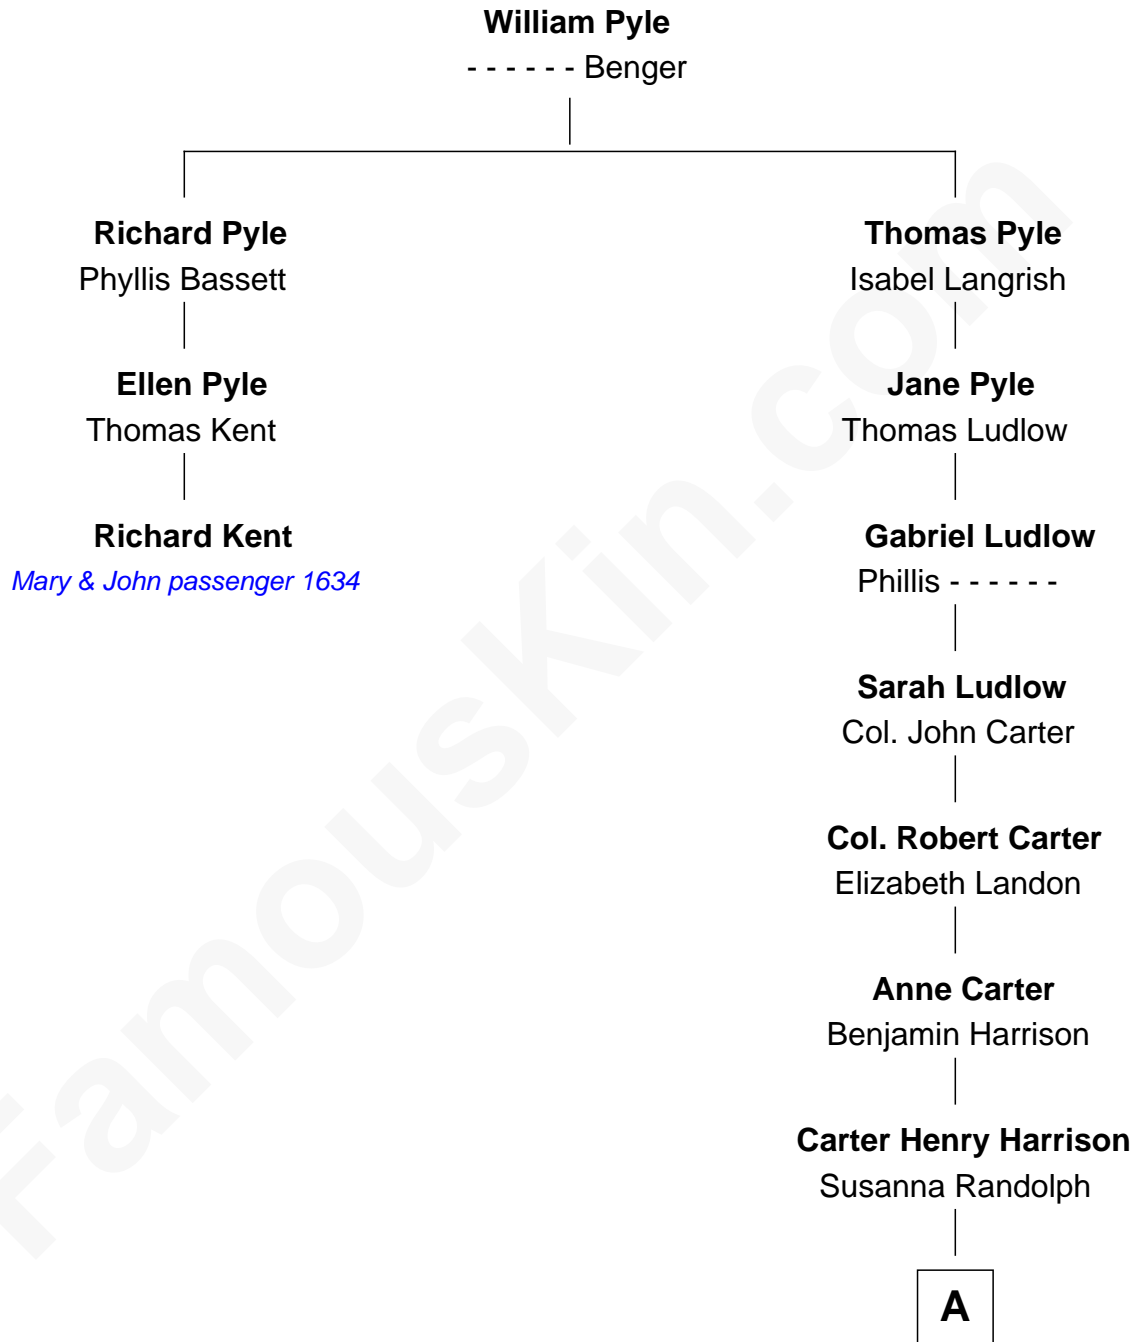 William Pyle
- - - - - - Benger
Richard Pyle
Phyllis Bassett
Thomas Pyle
Isabel Langrish
Ellen Pyle
Thomas Kent
Jane Pyle
Thomas Ludlow
Richard Kent
Mary & John passenger 1634
Gabriel Ludlow
Phillis - - - - - -
Sarah Ludlow
Col. John Carter
Col. Robert Carter
Elizabeth Landon
Anne Carter
Benjamin Harrison
Carter Henry Harrison
Susanna Randolph
A
FamousKin.com